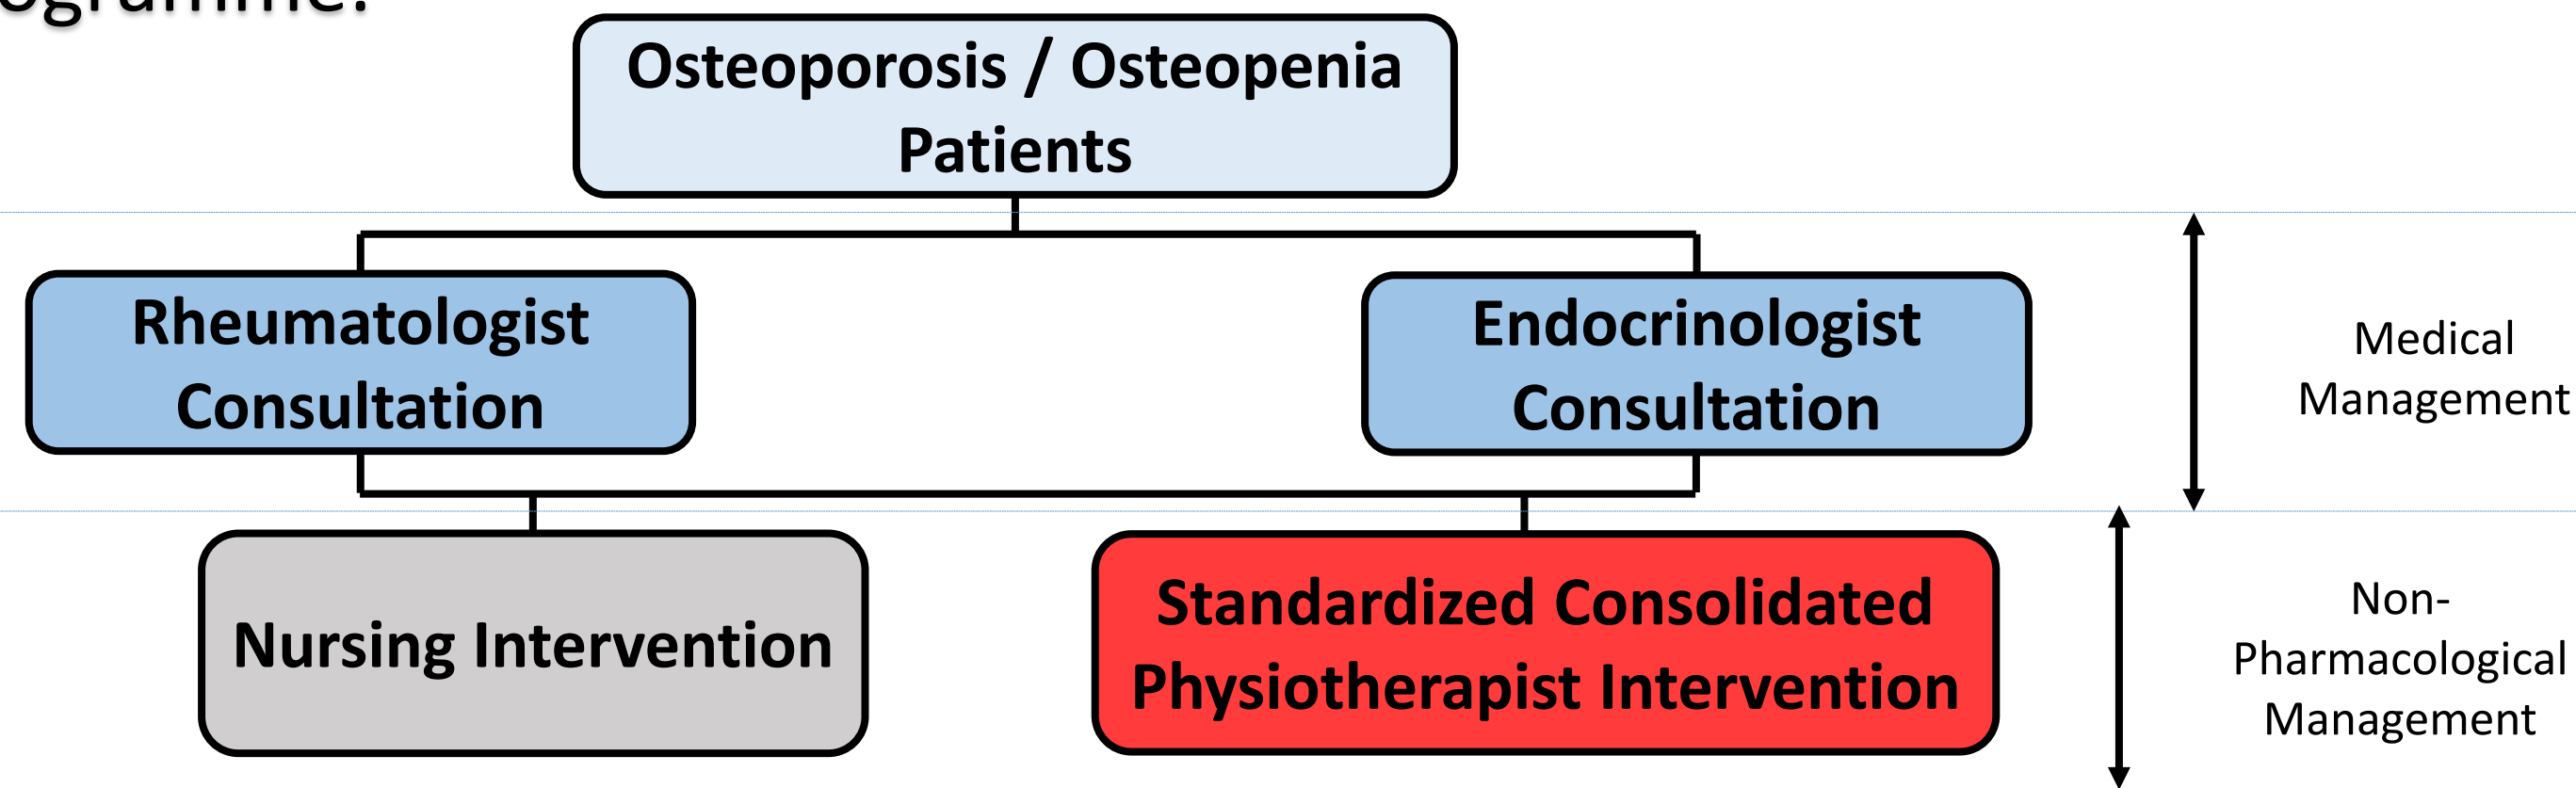 Osteoporosis / Osteopenia
Patients
Rheumatologist
Consultation
Endocrinologist
Consultation
Medical
Management
Nursing Intervention
Standardized Consolidated
Physiotherapist Intervention
Non-
Pharmacological
Management